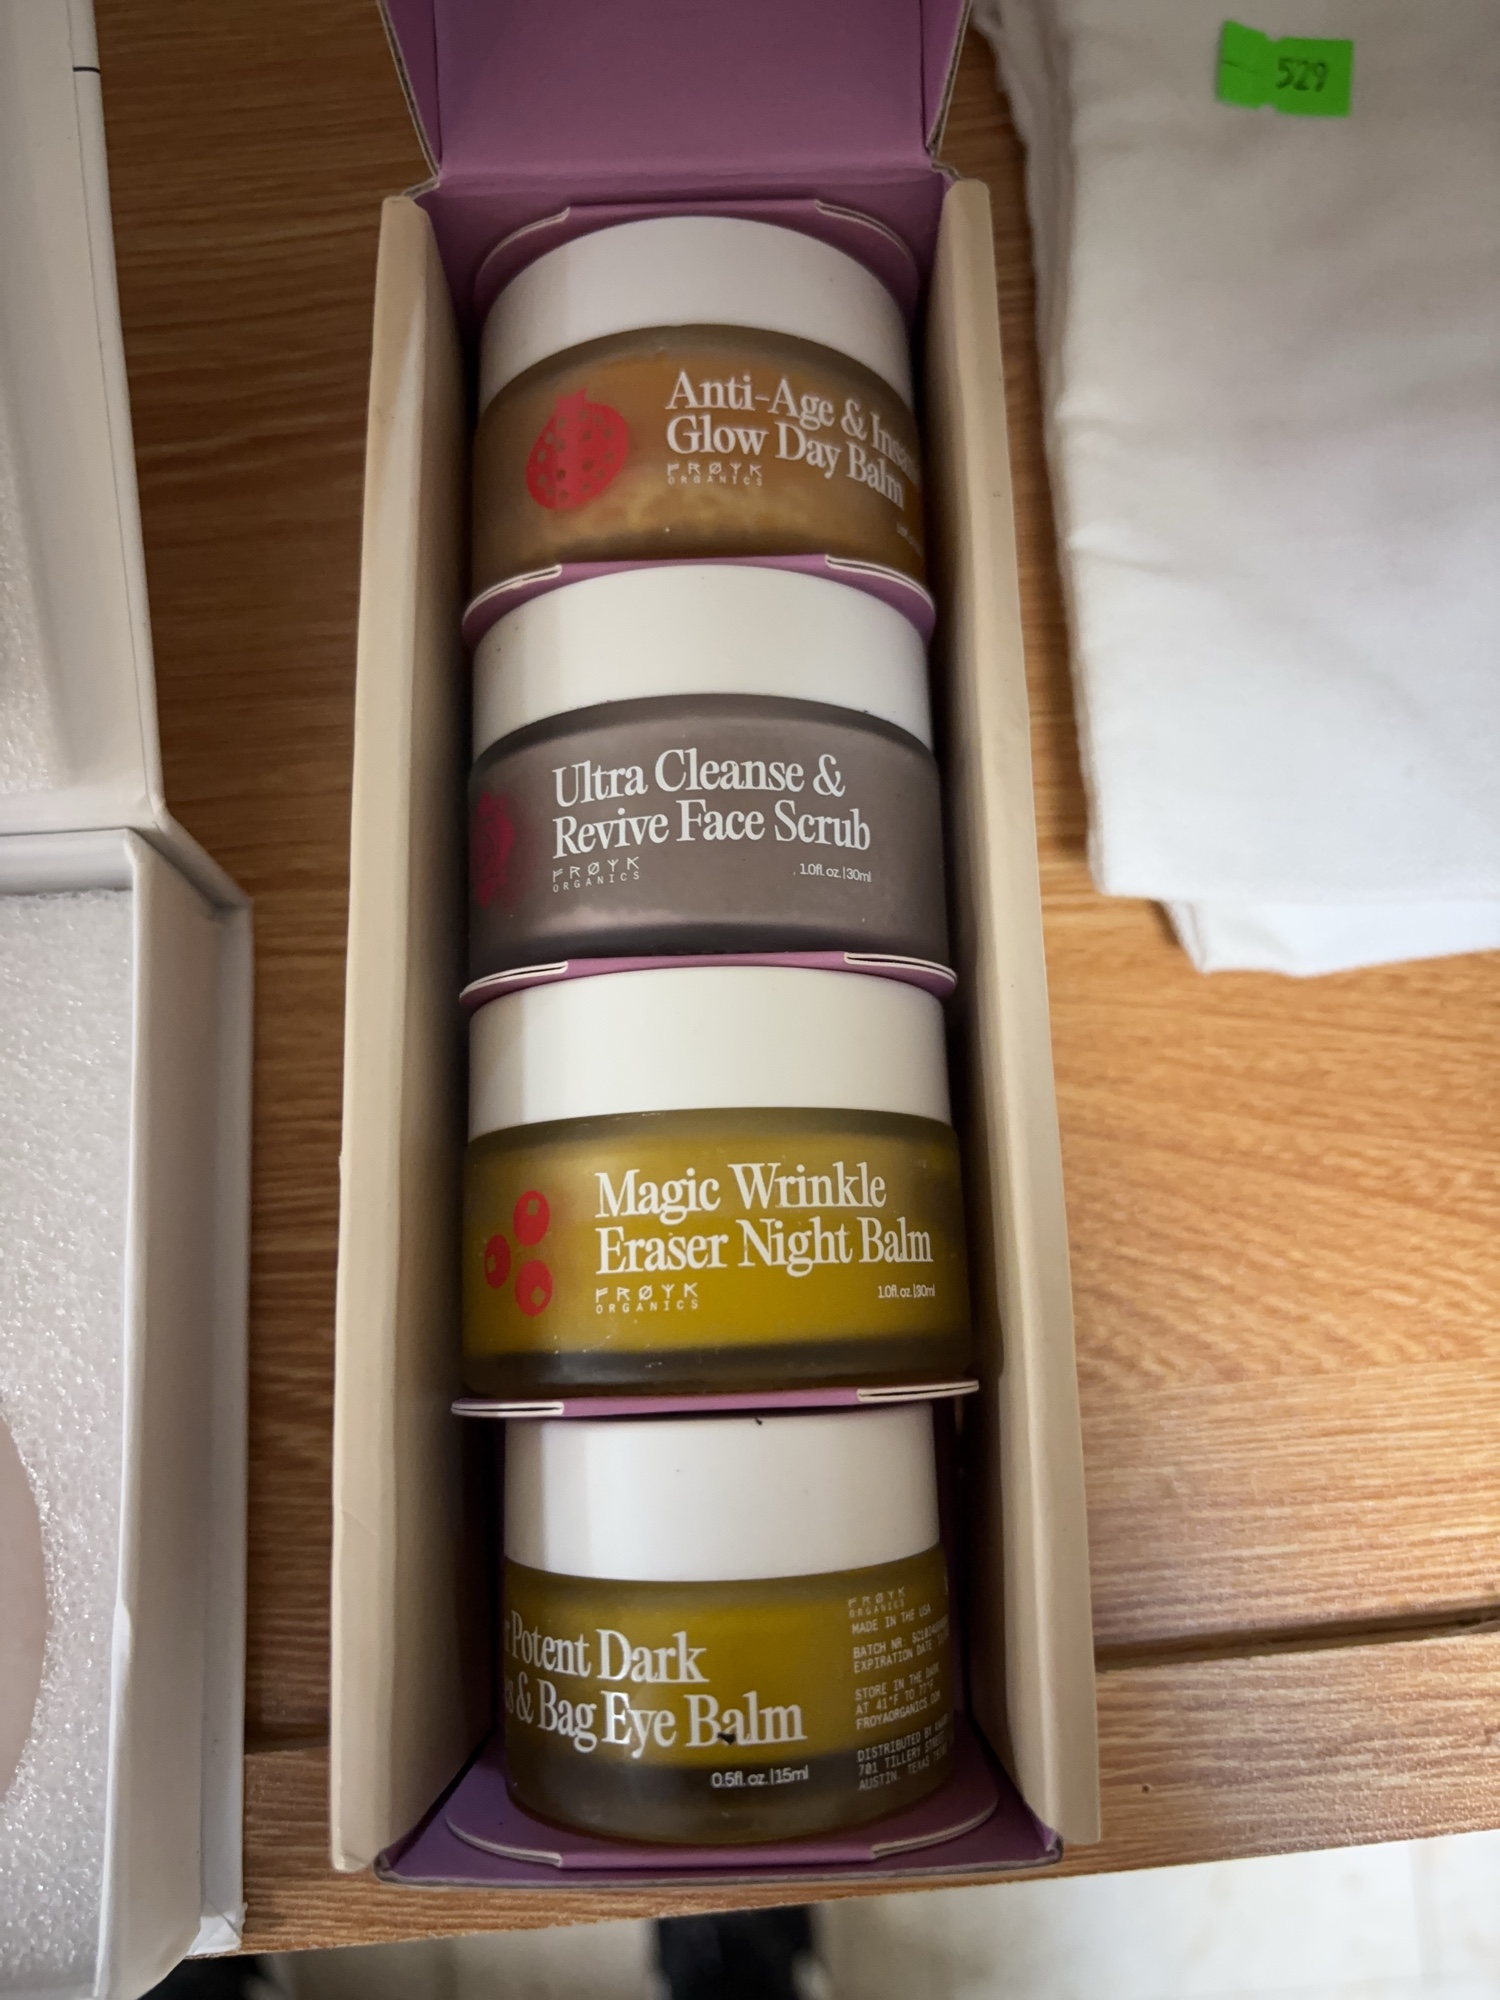 529
Anti-Age &
Glow Day Balm
FRØYK
ORGANICS
Ultra Cleanse &
Revive Face Scrub
FRØYK
ORGANICS
1.0fl. oz. | 30ml
Magic Wrinkle
Eraser Night Balm
FRØYK
ORGANICS
1.0fl. oz. | 30ml
Potent Dark
& Bag Eye Balm
0.5fl. oz. | 15ml
FRØYK
ORGANICS
MADE IN THE USA
BATCH NR:
EXPIRATION DATE:
STORE IN THE DARK
AT 41°F TO 77°F
FROYAORGANICS.COM
DISTRIBUTED BY
701 TILLERY STREET
AUSTIN, TEXAS